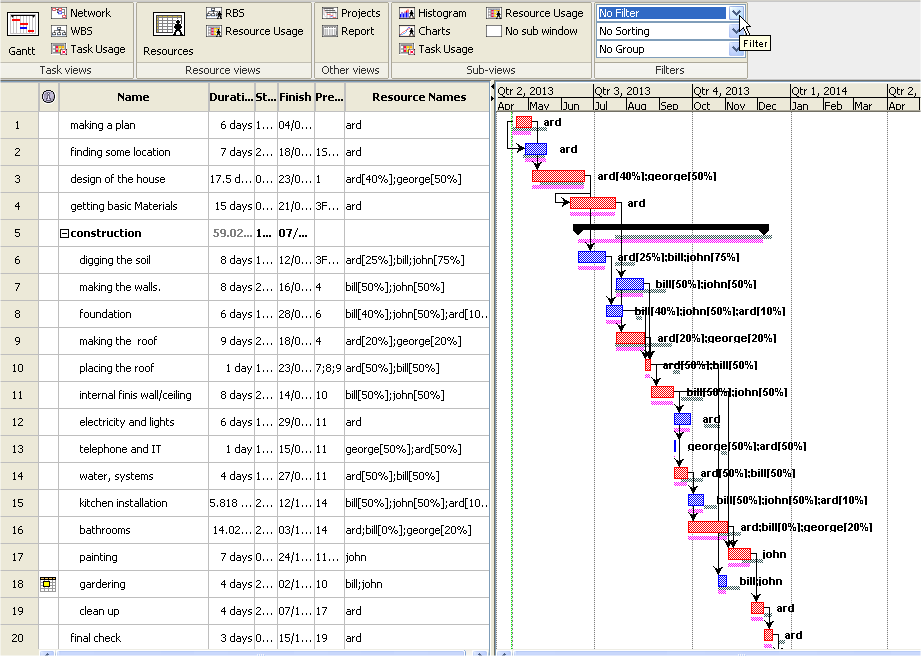 Gantt Network WBS Task Usage
Task views
Resources RBS Resource Usage
Resource views
Projects Report
Other views
Histogram Charts Task Usage Resource Usage No sub window
Sub-views
No Filter
No Sorting
No Group
Filter
Filters
Name Durati... St... Finish Pre... Resource Names
Qtr 2, 2013 Qtr 3, 2013 Qtr 4, 2013 Qtr 1, 2014 Qtr 2,
Apr May Jun Jul Aug Sep Oct Nov Dec Jan Feb Mar Apr
1 making a plan 6 days 1... 04/0... ard ard
2 finding some location 7 days 2... 18/0... 15... ard ard
3 design of the house 17.5 d... 0... 23/0... 1 ard[40%];george[50%] ard[40%];george[50%]
4 getting basic Materials 15 days 0... 21/0... 3F... ard ard
5 construction 59.02... 1... 07/...
6 digging the soil 8 days 1... 12/0... 3F... ard[25%];bill;john[75%] ard[25%];bill;john[75%]
7 making the walls. 8 days 2... 16/0... 4 bill[50%];john[50%] bill[50%];john[50%]
8 foundation 6 days 1... 28/0... 6 bill[40%];john[50%];ard[10... bill[40%];john[50%];ard[10%]
9 making the roof 9 days 2... 18/0... 4 ard[20%];george[20%] ard[20%];george[20%]
10 placing the roof 1 day 1... 23/0... 7;8;9 ard[50%];bill[50%] ard[50%];bill[50%]
11 internal finis wall/ceiling 8 days 2... 14/0... 10 bill[50%];john[50%] bill[50%];john[50%]
12 electricity and lights 6 days 1... 29/0... 11 ard ard
13 telephone and IT 1 day 1... 15/0... 11 george[50%];ard[50%] george[50%];ard[50%]
14 water, systems 4 days 1... 27/0... 11 ard[50%];bill[50%] ard[50%];bill[50%]
15 kitchen installation 5.818 ... 2... 12/1... 14 bill[50%];john[50%];ard[10... bill[50%];john[50%];ard[10%]
16 bathrooms 14.02... 2... 03/1... 14 ard;bill[0%];george[20%] ard;bill[0%];george[20%]
17 painting 7 days 0... 24/1... 11... john john
18 gardering 4 days 2... 02/1... 10 bill;john bill;john
19 clean up 4 days 2... 07/1... 17 ard ard
20 final check 3 days 0... 15/1... 19 ard ard